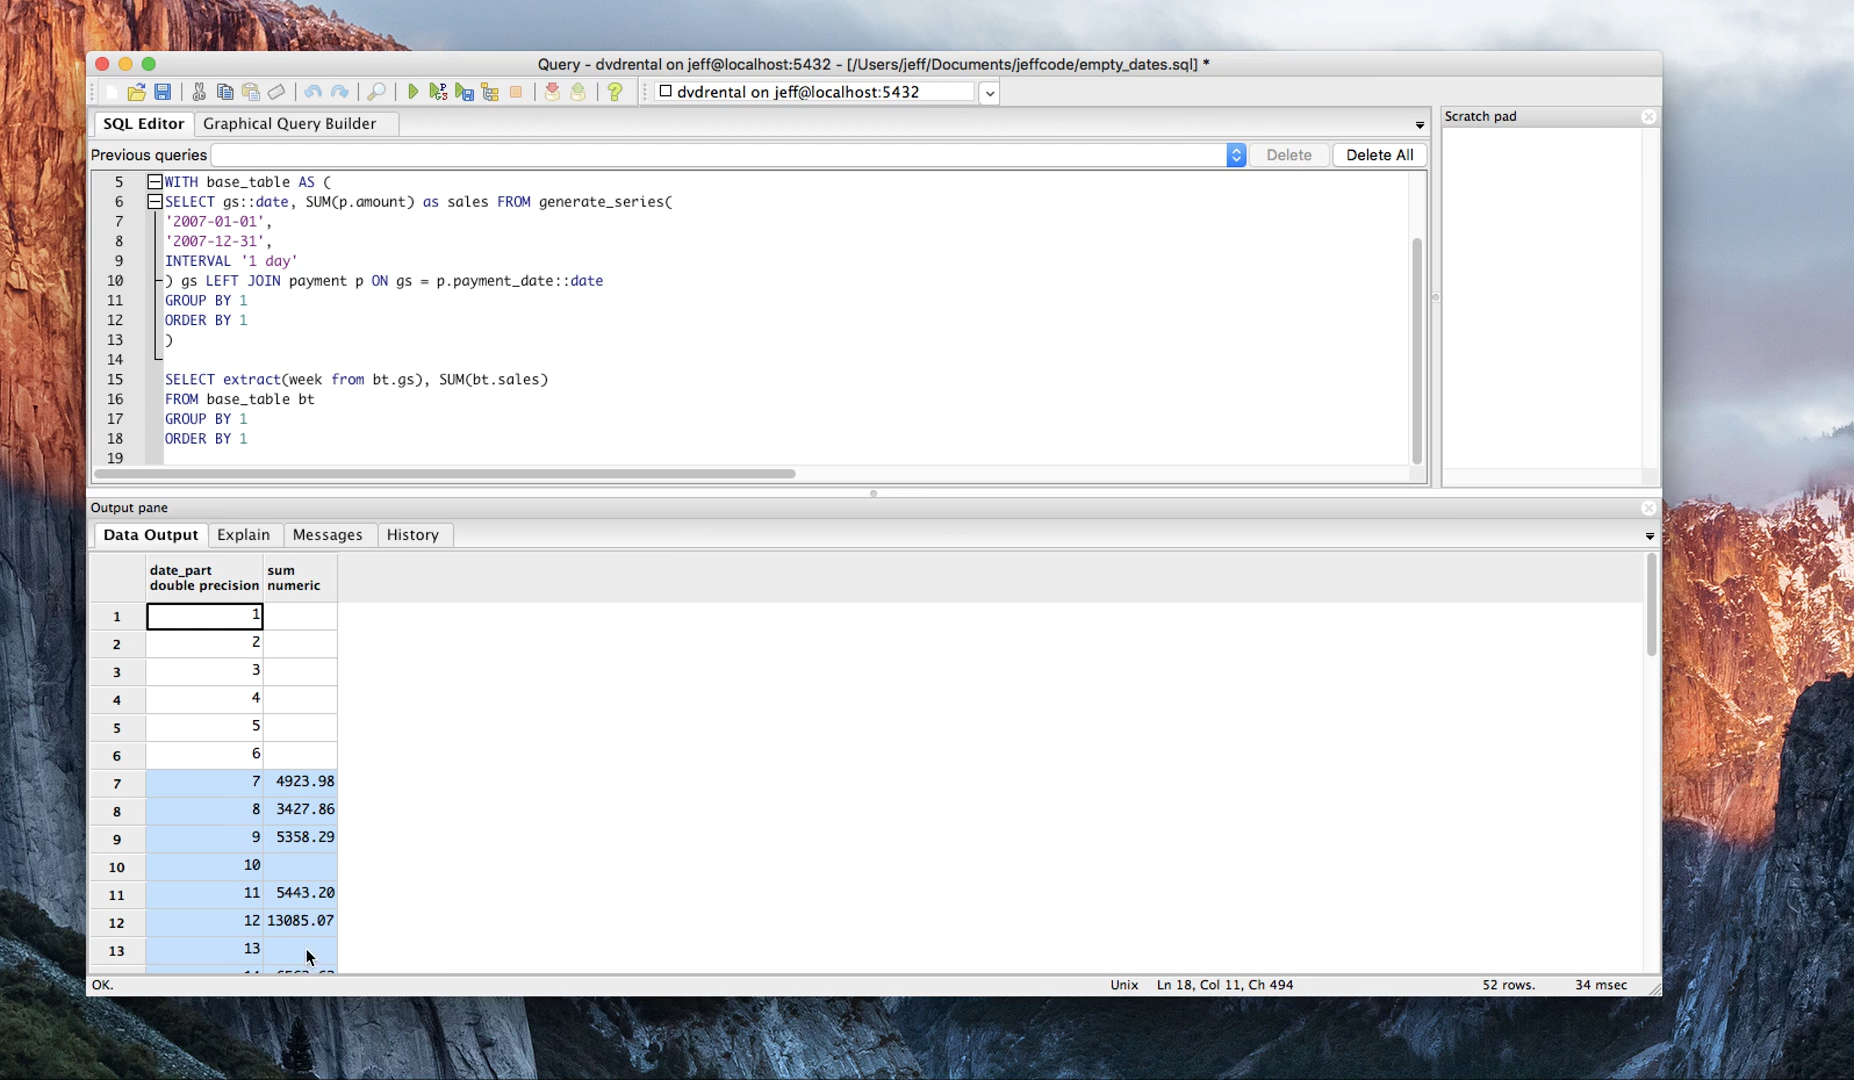 Query - dvdrental on jeff@localhost:5432 - [/Users/jeff/Documents/jeffcode/empty_dates.sql] *
dvdrental on jeff@localhost:5432
SQL Editor
Graphical Query Builder
Scratch pad
Previous queries
Delete
Delete All
5 WITH base_table AS (
6 SELECT gs::date, SUM(p.amount) as sales FROM generate_series(
7 '2007-01-01',
8 '2007-12-31',
9 INTERVAL '1 day'
10 ) gs LEFT JOIN payment p ON gs = p.payment_date::date
11 GROUP BY 1
12 ORDER BY 1
13 )
14
15 SELECT extract(week from bt.gs), SUM(bt.sales)
16 FROM base_table bt
17 GROUP BY 1
18 ORDER BY 1
19
Output pane
Data Output
Explain
Messages
History
date_part sum
double precision numeric
1 1
2 2
3 3
4 4
5 5
6 6
7 7 4923.98
8 8 3427.86
9 9 5358.29
10 10
11 11 5443.20
12 12 13085.07
13 13
OK.
Unix
Ln 18, Col 11, Ch 494
52 rows.
34 msec